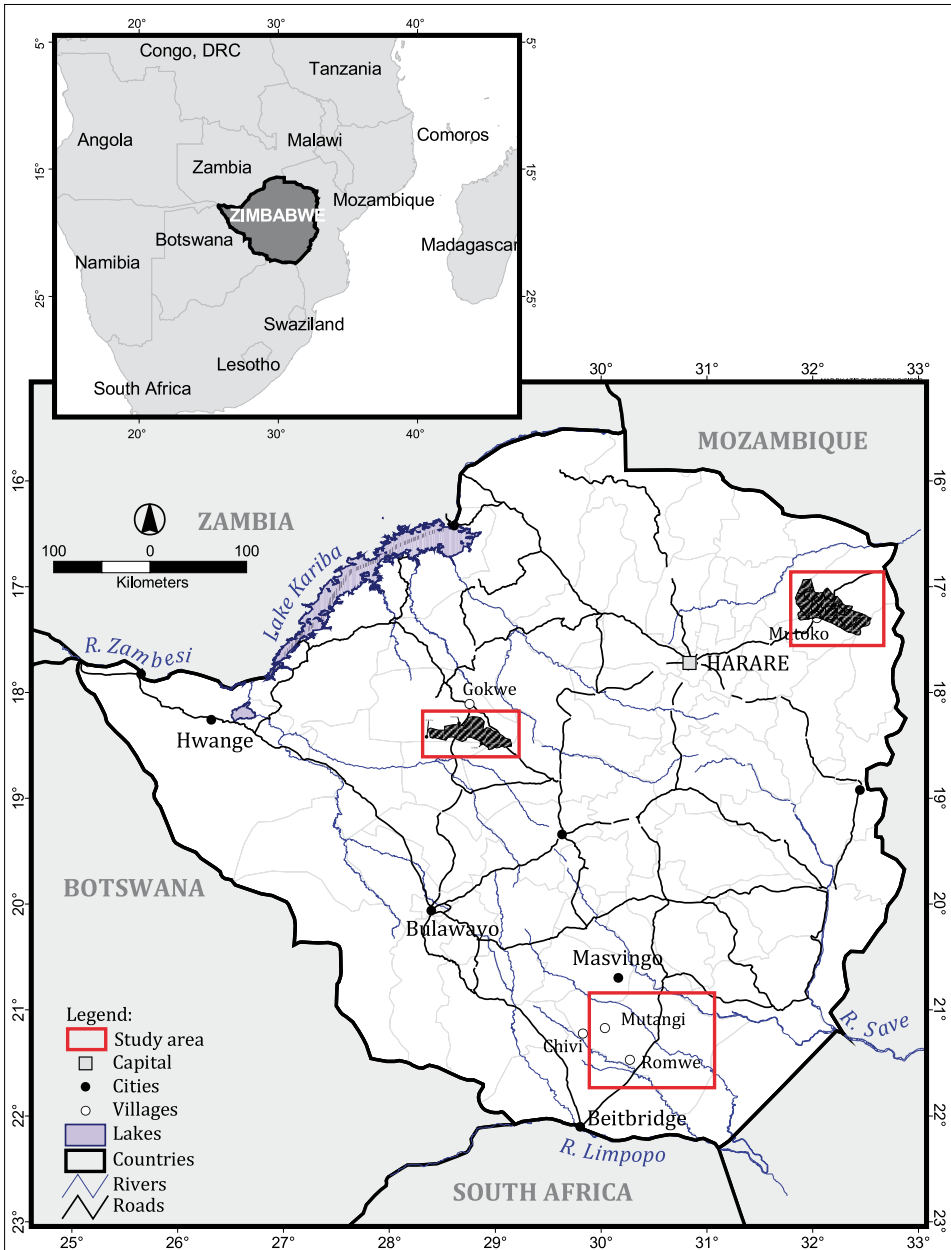 20°
30°
40°
5°
5°
Congo, DRC
Tanzania
Angola
Malawi
Comoros
15°
15°
Zambia
ZIMBABWE
Mozambique
Botswana
Madagascar
Namibia
25°
25°
Swaziland
Lesotho
South Africa
20°
30°
40°
30°
31°
32°
33°
MOZAMBIQUE
16°
16°
ZAMBIA
100
0
100
Kilometers
Lake Kariba
17°
17°
Mutoko
R. Zambesi
HARARE
18°
18°
Gokwe
Hwange
19°
19°
BOTSWANA
20°
20°
Bulawayo
Masvingo
21°
21°
Legend:
Study area
Capital
Cities
Villages
Lakes
Countries
Rivers
Roads
Mutangi
Chivi
Romwe
R. Save
22°
22°
Beitbridge
R. Limpopo
SOUTH AFRICA
23°
23°
25°
26°
27°
28°
29°
30°
31°
32°
33°